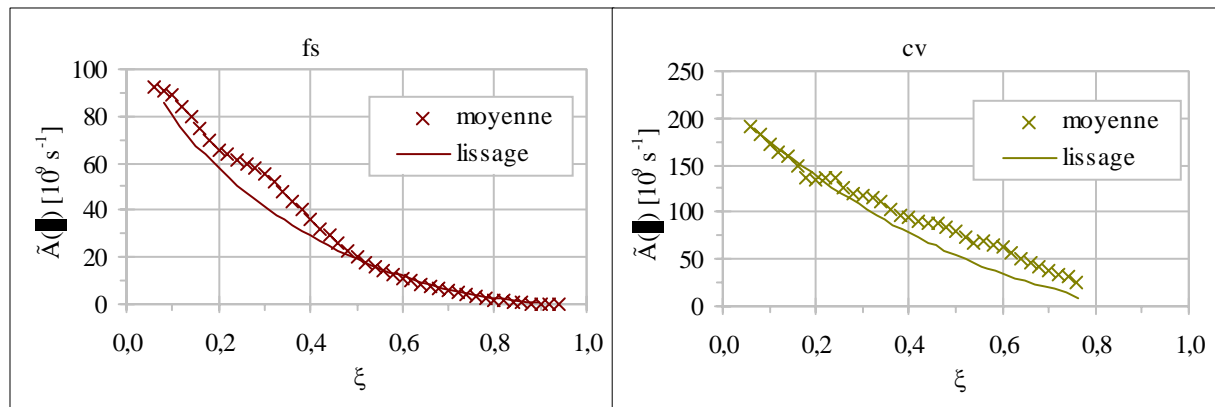 fs
Ã( ) [10⁹ s⁻¹]
100
80
60
40
20
0
moyenne
lissage
0,0 0,2 0,4 0,6 0,8 1,0
ξ
cv
Ã( ) [10⁹ s⁻¹]
250
200
150
100
50
0
moyenne
lissage
0,0 0,2 0,4 0,6 0,8 1,0
ξ